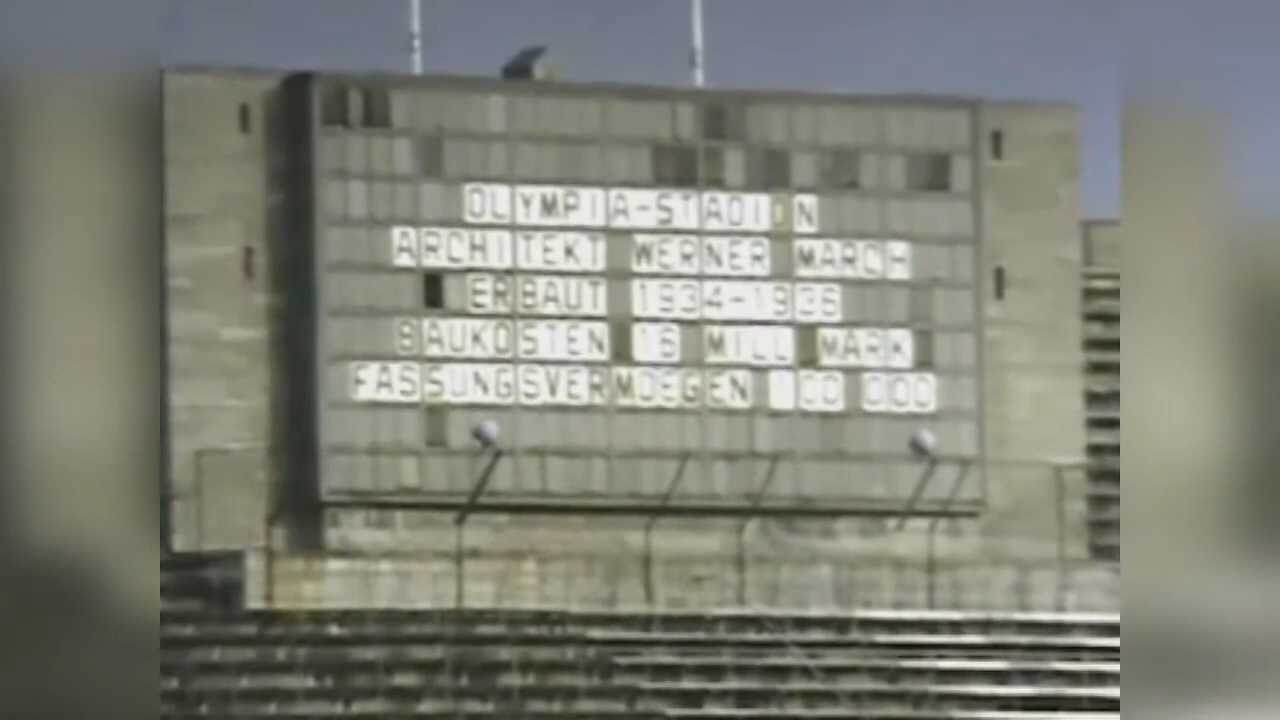 OLYMPIA-STADION
ARCHITEKT WERNER MARCH
ERBAUT 1934-1936
BAUKOSTEN 16 MILL MARK
FASSUNGSVERMOEGEN 100 000